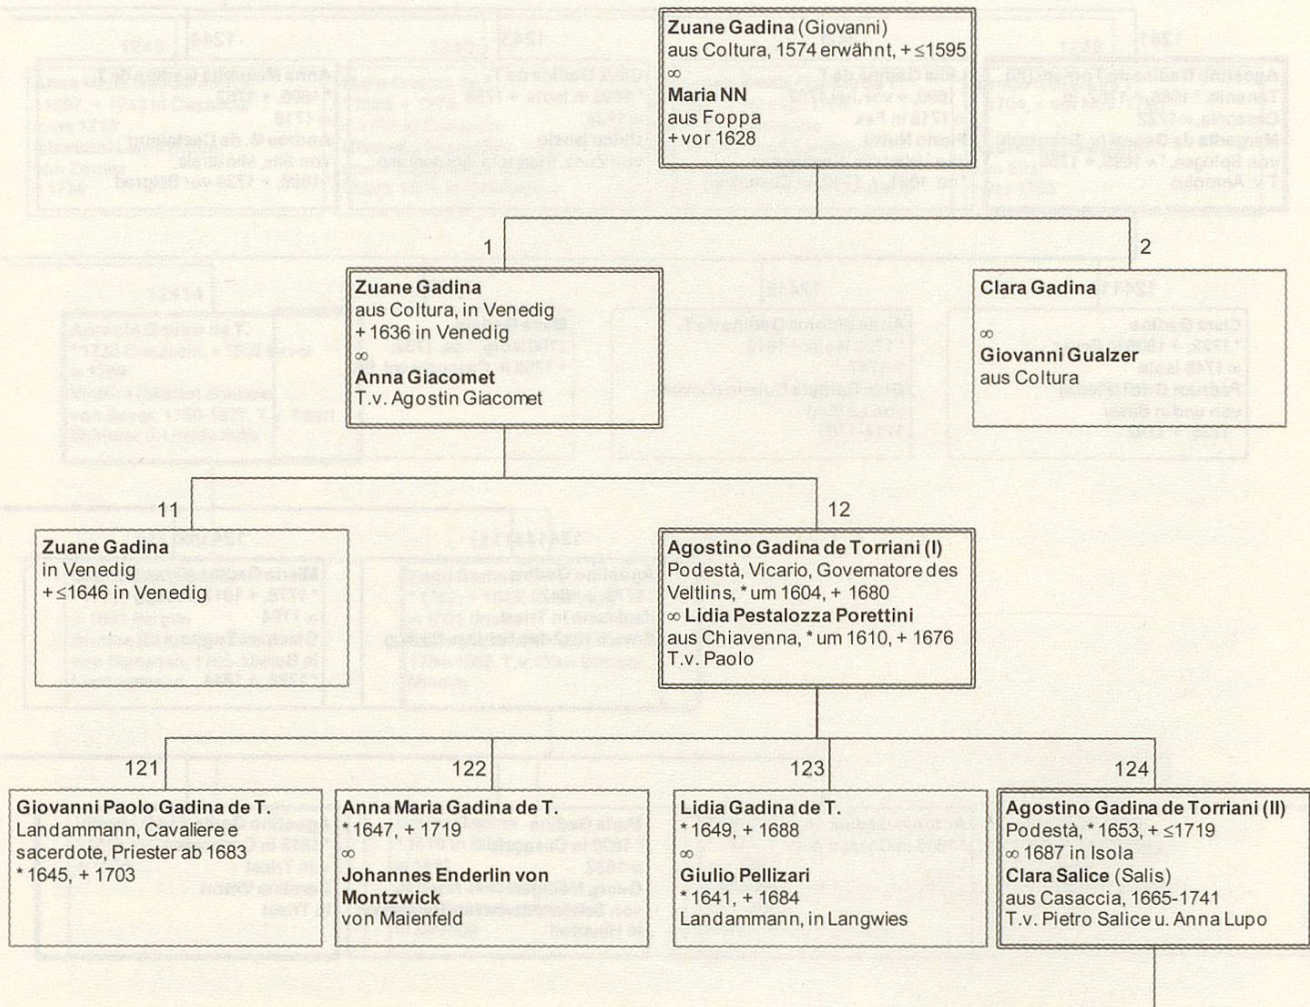 Zuane Gadina (Giovanni)
aus Coltura, 1574 erwähnt, + ≤1595
∞
Maria NN
aus Foppa
+ vor 1628
1
Zuane Gadina
aus Coltura, in Venedig
+ 1636 in Venedig
∞
Anna Giacomet
T.v. Agostin Giacomet
2
Clara Gadina
∞
Giovanni Gualzer
aus Coltura
11
Zuane Gadina
in Venedig
+ ≤1646 in Venedig
12
Agostino Gadina de Torriani (I)
Podestà, Vicario, Governatore des
Veltlins, * um 1604, + 1680
∞ Lidia Pestalozza Porettini
aus Chiavenna, * um 1610, + 1676
T.v. Paolo
121
Giovanni Paolo Gadina de T.
Landammann, Cavaliere e
sacerdote, Priester ab 1683
* 1645, + 1703
122
Anna Maria Gadina de T.
* 1647, + 1719
∞
Johannes Enderlin von
Montzwick
von Maienfeld
123
Lidia Gadina de T.
* 1649, + 1688
∞
Giulio Pellizari
* 1641, + 1684
Landammann, in Langwies
124
Agostino Gadina de Torriani (II)
Podestà, * 1653, + ≤1719
∞ 1687 in Isola
Clara Salice (Salis)
aus Casaccia, 1665-1741
T.v. Pietro Salice u. Anna Lupo